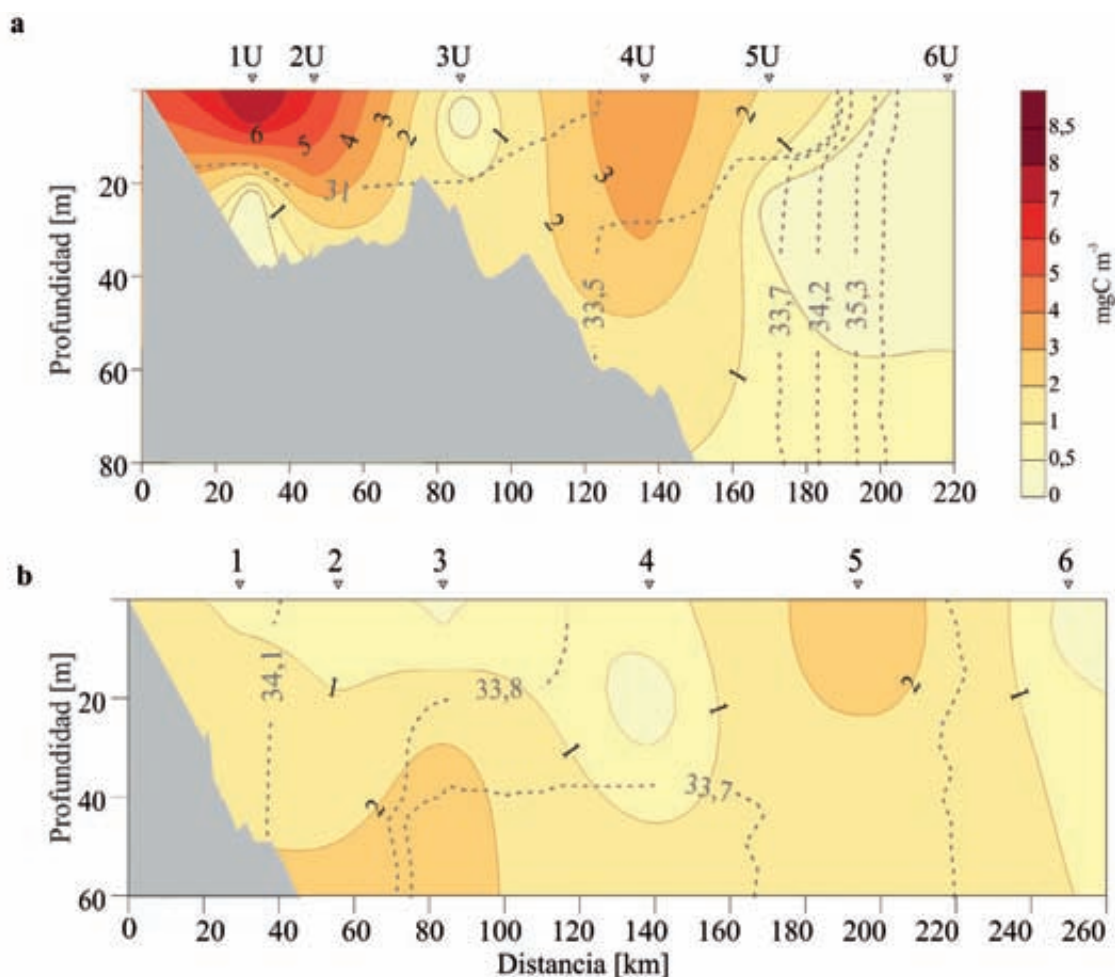 a
1U 2U 3U 4U 5U 6U
Profundidad [m]
20
40
60
80
0 20 40 60 80 100 120 140 160 180 200 220
6 5 4 3 2 1 1 2 3 2 1 1 1
31
33,5 33,7 34,2 35,3
8,5
8
7
6
5
4
3
2
1
0,5
0
mgC m⁻³
b
1 2 3 4 5 6
Profundidad [m]
20
40
60
0 20 40 60 80 100 120 140 160 180 200 220 240 260
34,1 1 33,8 1 1 2 1
2 33,7
Distancia [km]